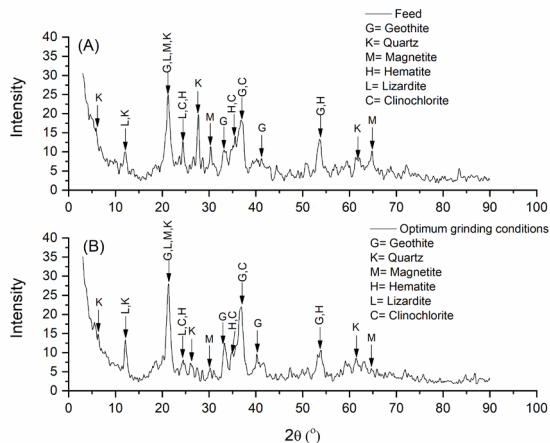 (A)
Feed
G= Geothite
K= Quartz
M= Magnetite
H= Hematite
L= Lizardite
C= Clinochlorite
Intensity
40
35
30
25
20
15
10
5
0
K
L,K
G,L,M,K
L,C,H
K
M
G
H,C
G,C
G
G,H
K
M
0 10 20 30 40 50 60 70 80 90 100
(B)
Optimum grinding conditions
G= Geothite
K= Quartz
M= Magnetite
H= Hematite
L= Lizardite
C= Clinochlorite
Intensity
40
35
30
25
20
15
10
5
0
K
L,K
G,L,M,K
L,C,H
K
M
G
H,C
G,C
G
G,H
K
M
0 10 20 30 40 50 60 70 80 90 100
2θ (°)